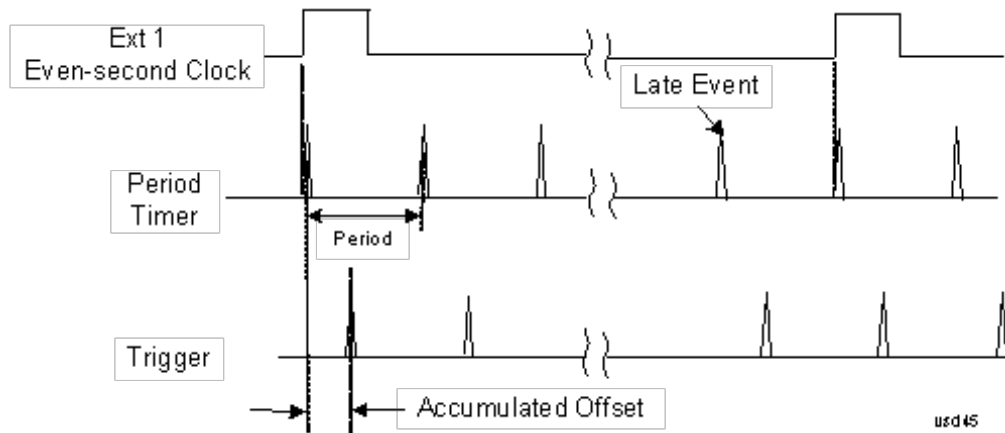 Ext 1
Even-second Clock
Late Event
Period
Timer
Period
Trigger
Accumulated Offset
usd45